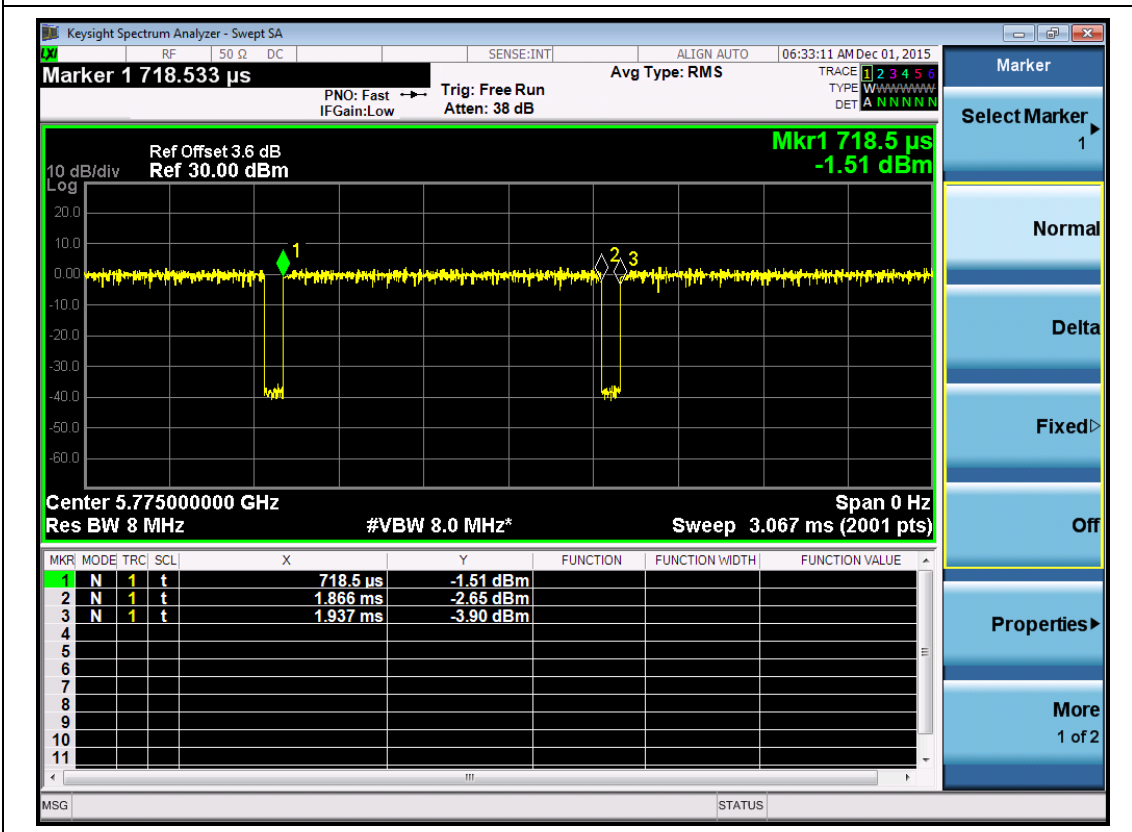 Keysight Spectrum Analyzer - Swept SA
LXI RF 50 Ω DC SENSE:INT ALIGN AUTO 06:33:11 AM Dec 01, 2015
Marker 1 718.533 µs
PNO: Fast
IFGain:Low
Trig: Free Run
Atten: 38 dB
Avg Type: RMS
TRACE 1 2 3 4 5 6
TYPE WWWWWW
DET A N N N N N
Mkr1 718.5 µs
-1.51 dBm
Ref Offset 3.6 dB
10 dB/div Ref 30.00 dBm
Log
20.0
10.0
0.00
-10.0
-20.0
-30.0
-40.0
-50.0
-60.0
1
2
3
Center 5.775000000 GHz Span 0 Hz
Res BW 8 MHz #VBW 8.0 MHz* Sweep 3.067 ms (2001 pts)
MKR MODE TRC SCL X Y FUNCTION FUNCTION WIDTH FUNCTION VALUE
1 N 1 t 718.5 µs -1.51 dBm
2 N 1 t 1.866 ms -2.65 dBm
3 N 1 t 1.937 ms -3.90 dBm
4
5
6
7
8
9
10
11
MSG STATUS
Marker
Select Marker
1
Normal
Delta
Fixed
Off
Properties
More
1 of 2